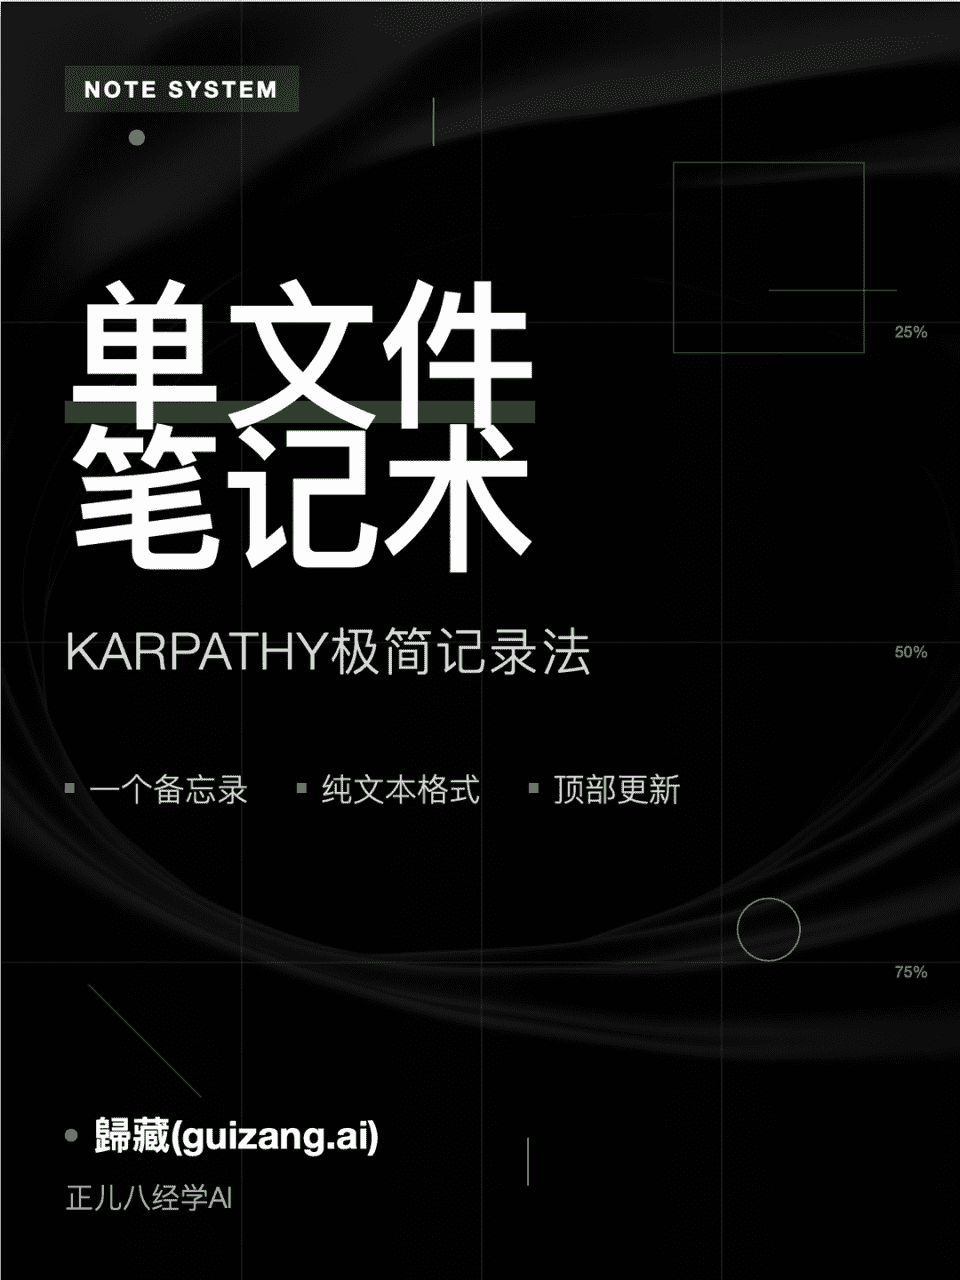 NOTE SYSTEM
25%
单文件
笔记术
KARPATHY极简记录法
50%
一个备忘录 纯文本格式 顶部更新
75%
歸藏(guizang.ai)
正儿八经学AI